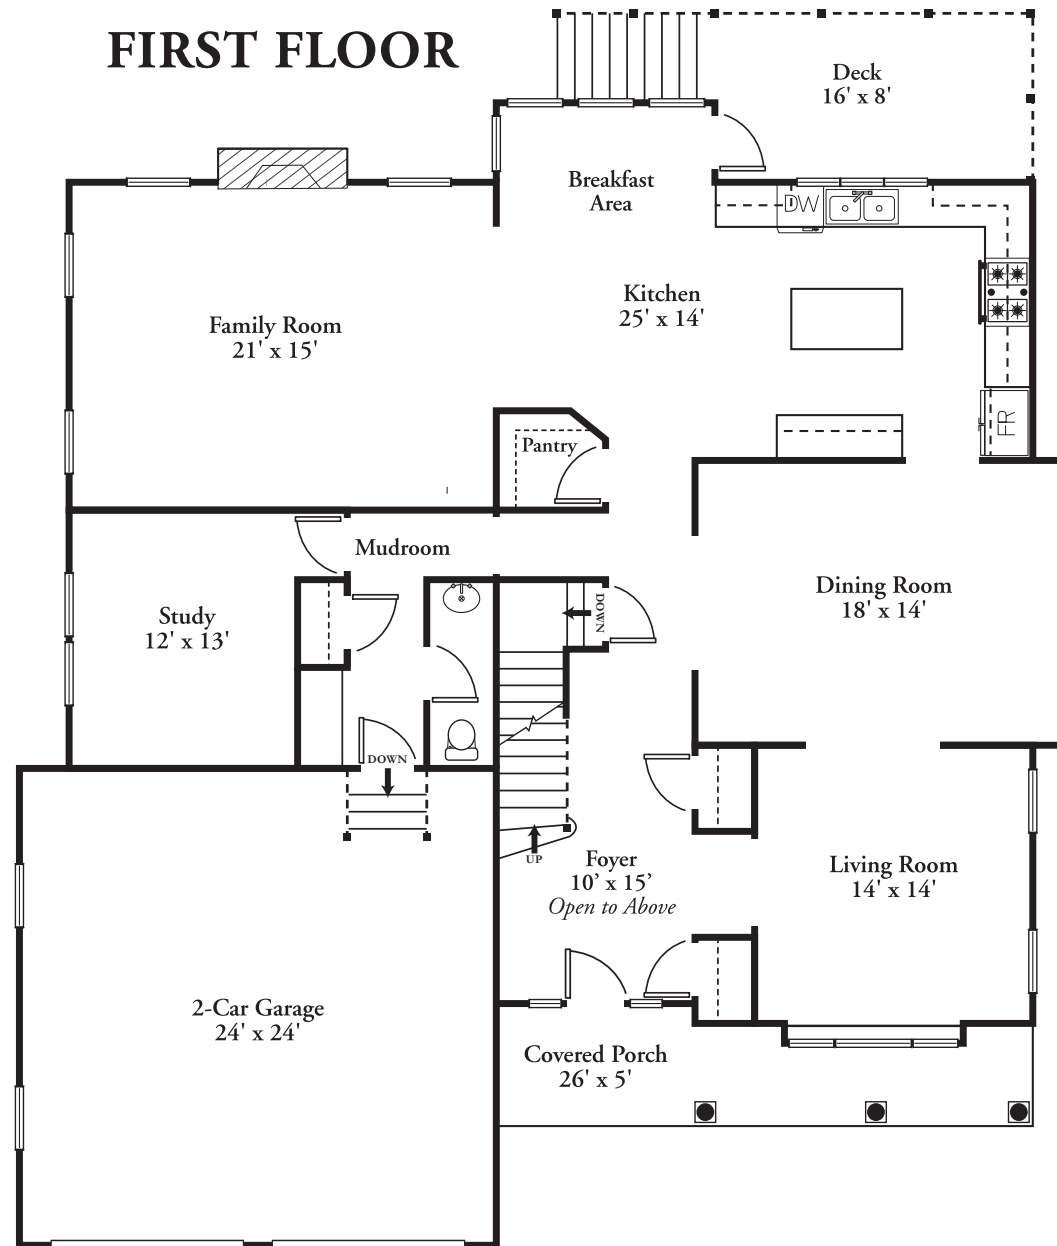 FIRST FLOOR
Deck
16' x 8'
Breakfast
Area
DW
Kitchen
25' x 14'
Family Room
21' x 15'
FR
Pantry
Mudroom
Dining Room
18' x 14'
DOWN
Study
12' x 13'
DOWN
UP
Foyer
10’ x 15’
Open to Above
Living Room
14' x 14'
2-Car Garage
24' x 24'
Covered Porch
26' x 5'